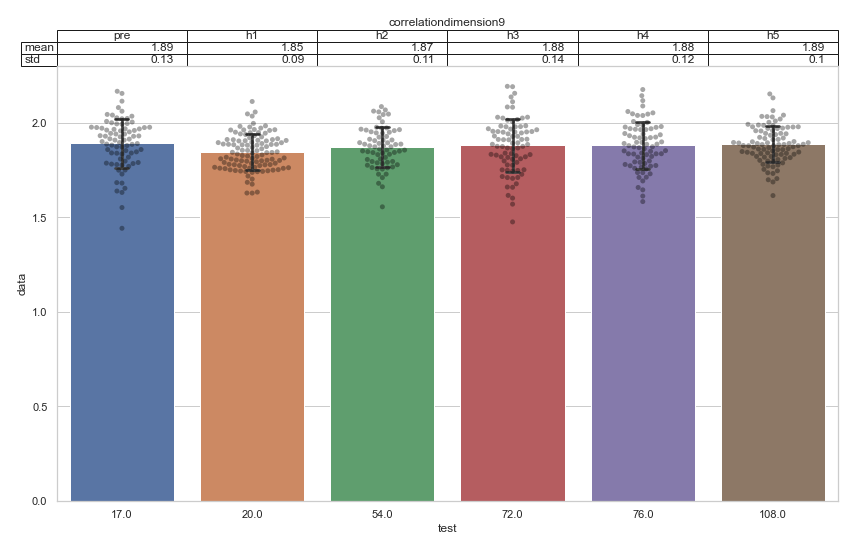 correlationdimension9
pre h1 h2 h3 h4 h5
mean 1.89 1.85 1.87 1.88 1.88 1.89
std 0.13 0.09 0.11 0.14 0.12 0.1
2.0
1.5
1.0
0.5
0.0
data
17.0 20.0 54.0 72.0 76.0 108.0
test